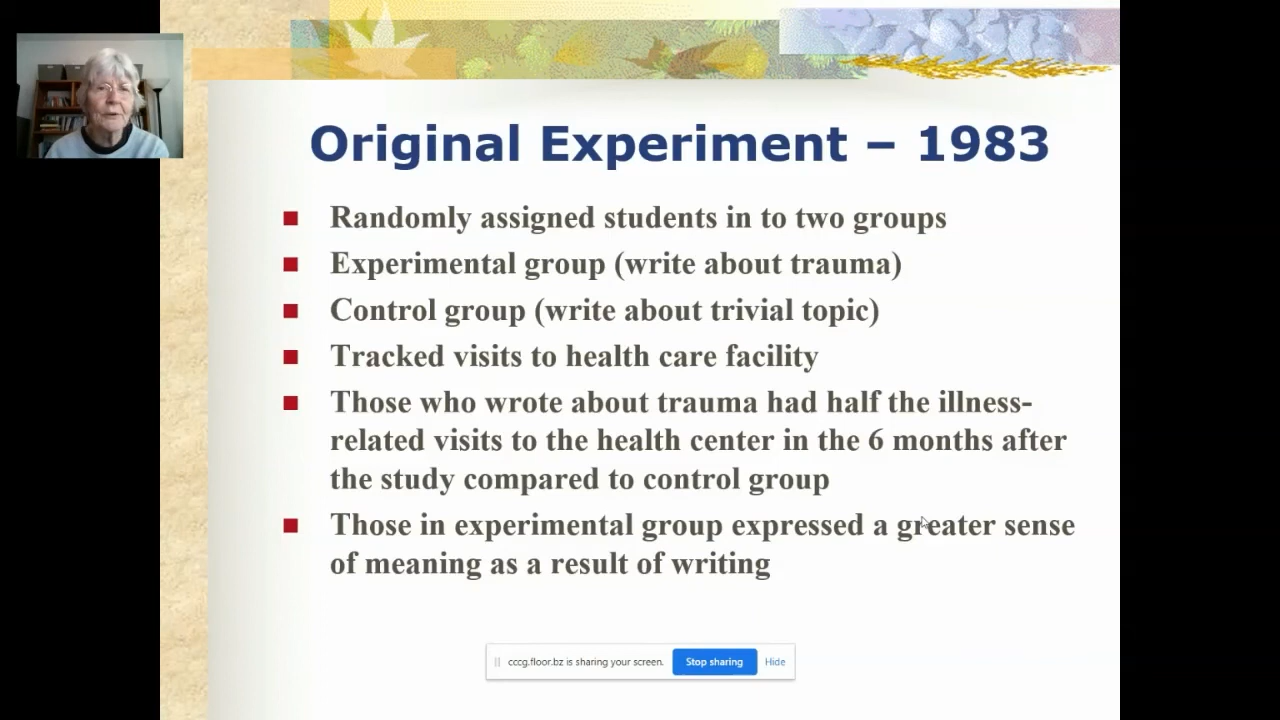 Original Experiment – 1983
Randomly assigned students in to two groups
Experimental group (write about trauma)
Control group (write about trivial topic)
Tracked visits to health care facility
Those who wrote about trauma had half the illness-
related visits to the health center in the 6 months after
the study compared to control group
Those in experimental group expressed a greater sense
of meaning as a result of writing
cccg.floor.bz is sharing your screen. Stop sharing Hide